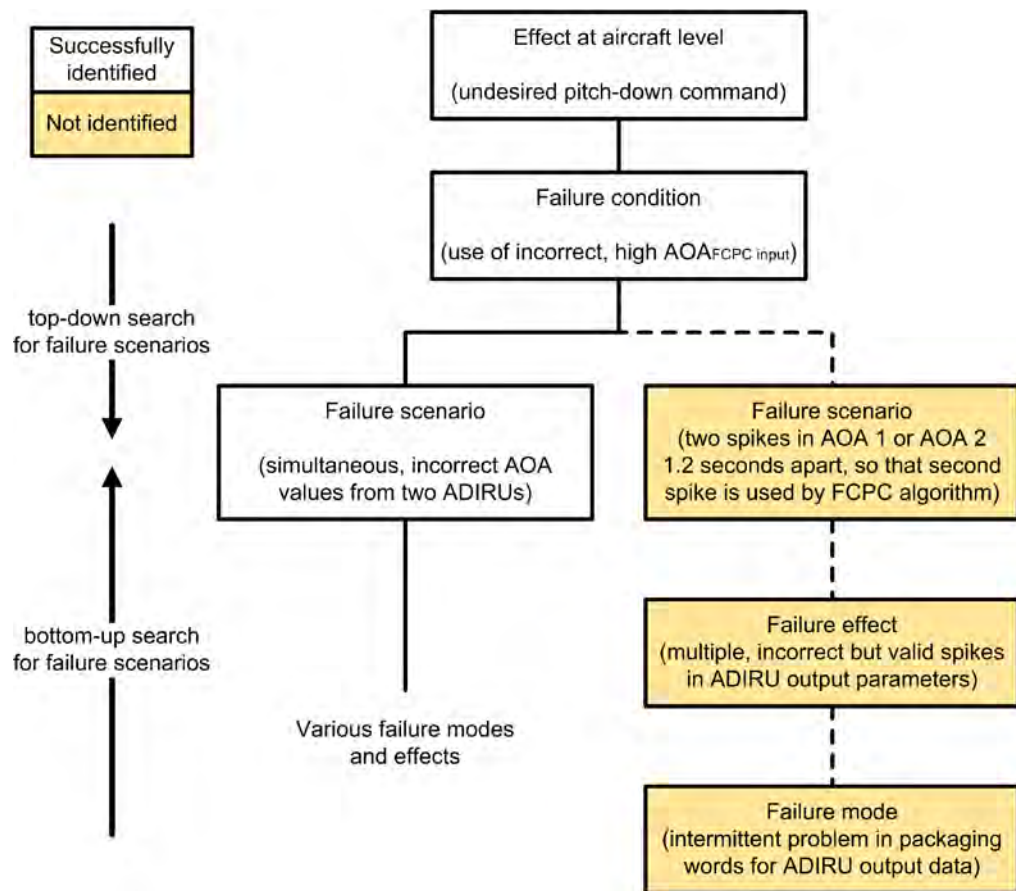 Successfully
identified
Not identified
Effect at aircraft level
(undesired pitch-down command)
Failure condition
(use of incorrect, high AOAFCPC input)
top-down search
for failure scenarios
Failure scenario
(simultaneous, incorrect AOA
values from two ADIRUs)
Failure scenario
(two spikes in AOA 1 or AOA 2
1.2 seconds apart, so that second
spike is used by FCPC algorithm)
bottom-up search
for failure scenarios
Failure effect
(multiple, incorrect but valid spikes
in ADIRU output parameters)
Various failure modes
and effects
Failure mode
(intermittent problem in packaging
words for ADIRU output data)